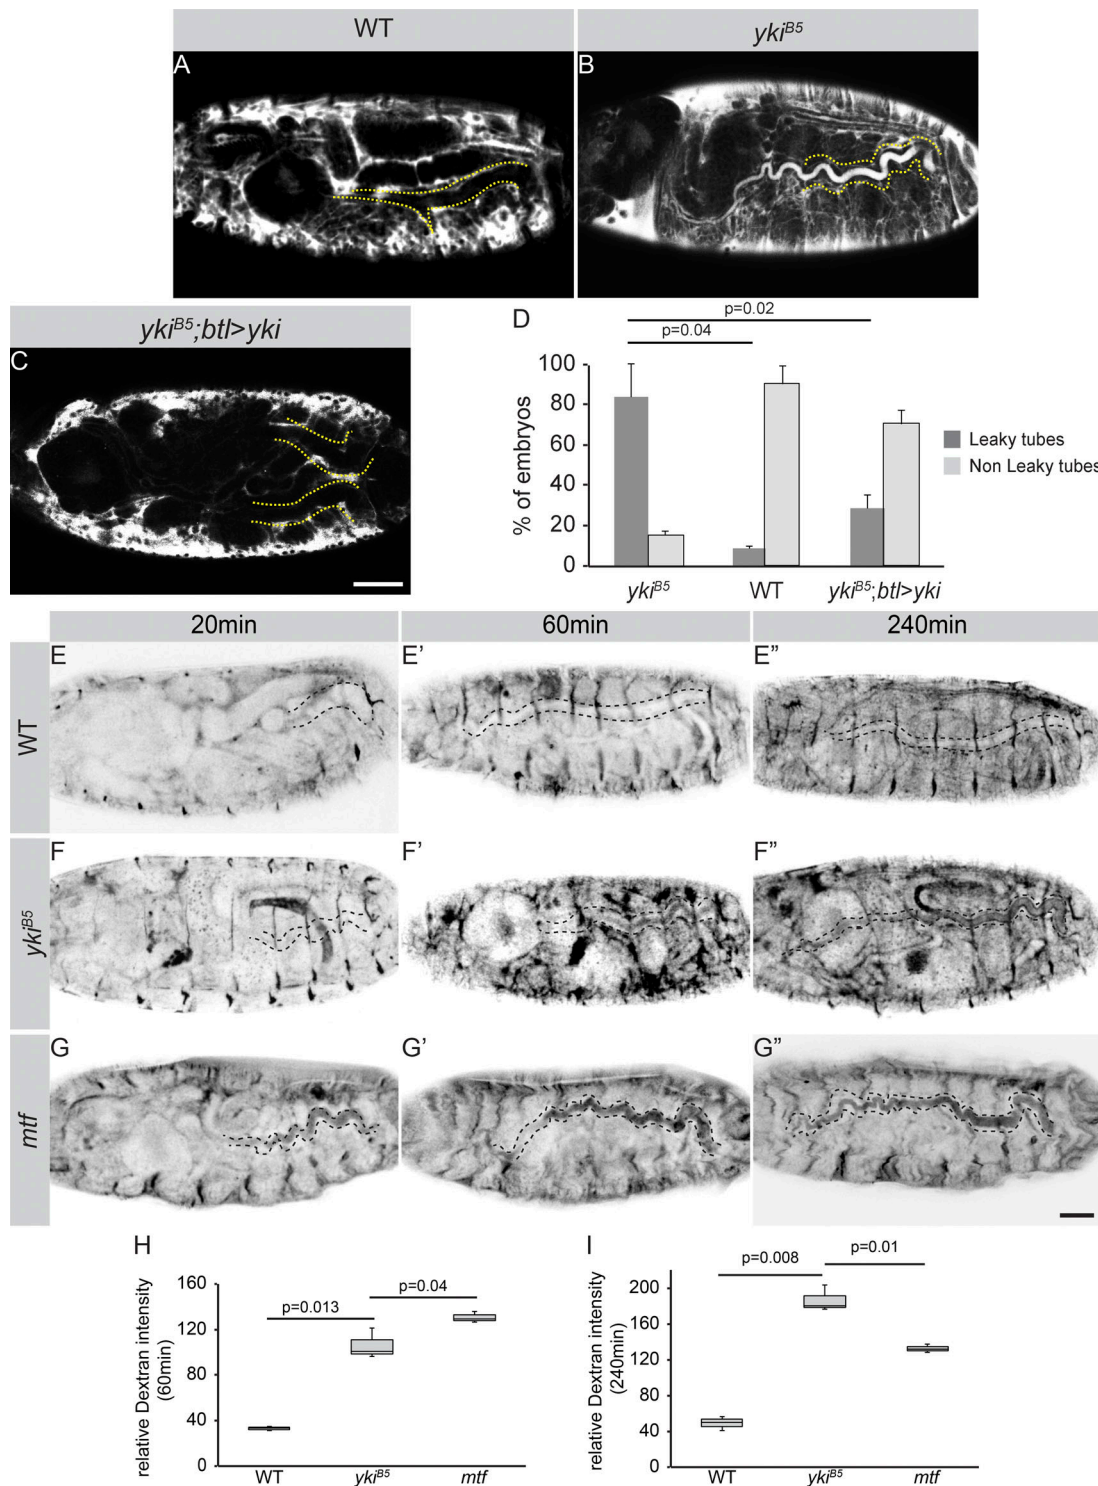 WT
yki^B5
A
B
yki^B5;btl>yki
C
D
p=0.02
p=0.04
% of embryos
100
80
60
40
20
0
yki^B5
WT
yki^B5;btl>yki
Leaky tubes
Non Leaky tubes
20min
60min
240min
WT
E
E'
E"
yki^B5
F
F'
F"
mtf
G
G'
G"
H
relative Dextran intensity
(60min)
160
120
80
40
0
p=0.013
p=0.04
WT
yki^B5
mtf
I
relative Dextran intensity
(240min)
200
160
120
80
40
0
p=0.008
p=0.01
WT
yki^B5
mtf